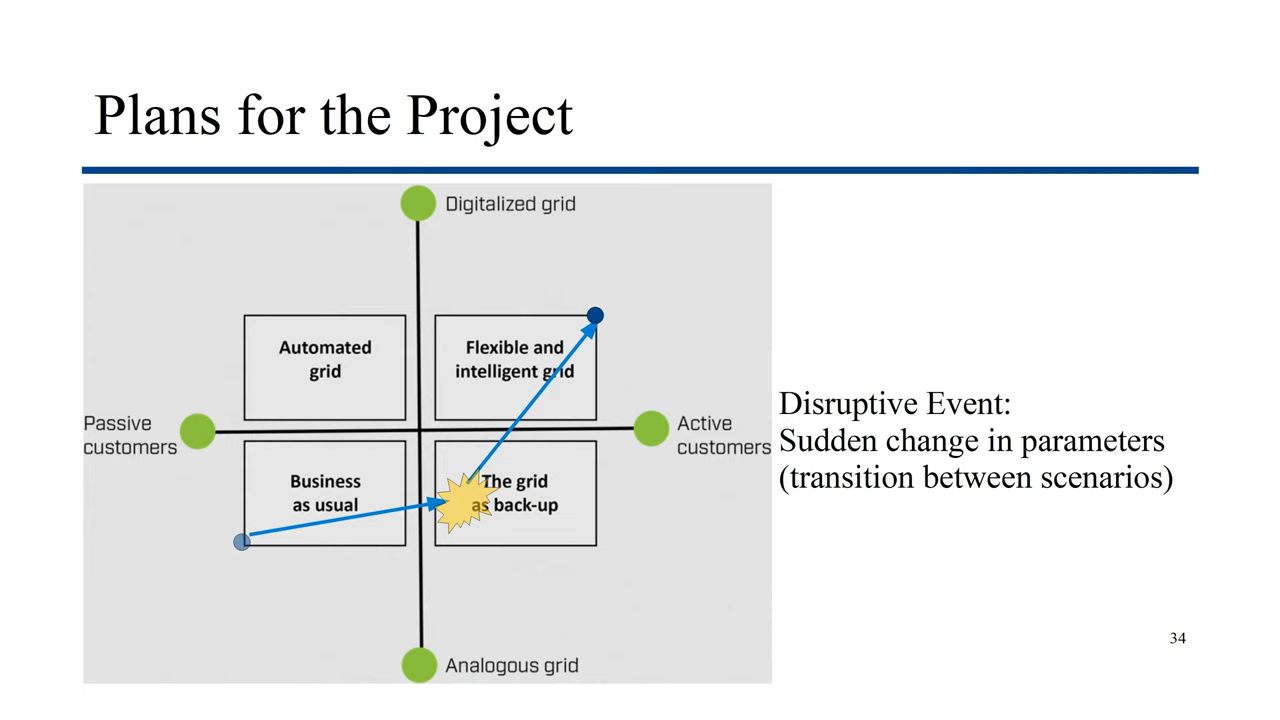 Plans for the Project
Digitalized grid
Automated
grid
Flexible and
intelligent grid
Passive
customers
Active
customers
Business
as usual
The grid
as back-up
Analogous grid
Disruptive Event:
Sudden change in parameters
(transition between scenarios)
34